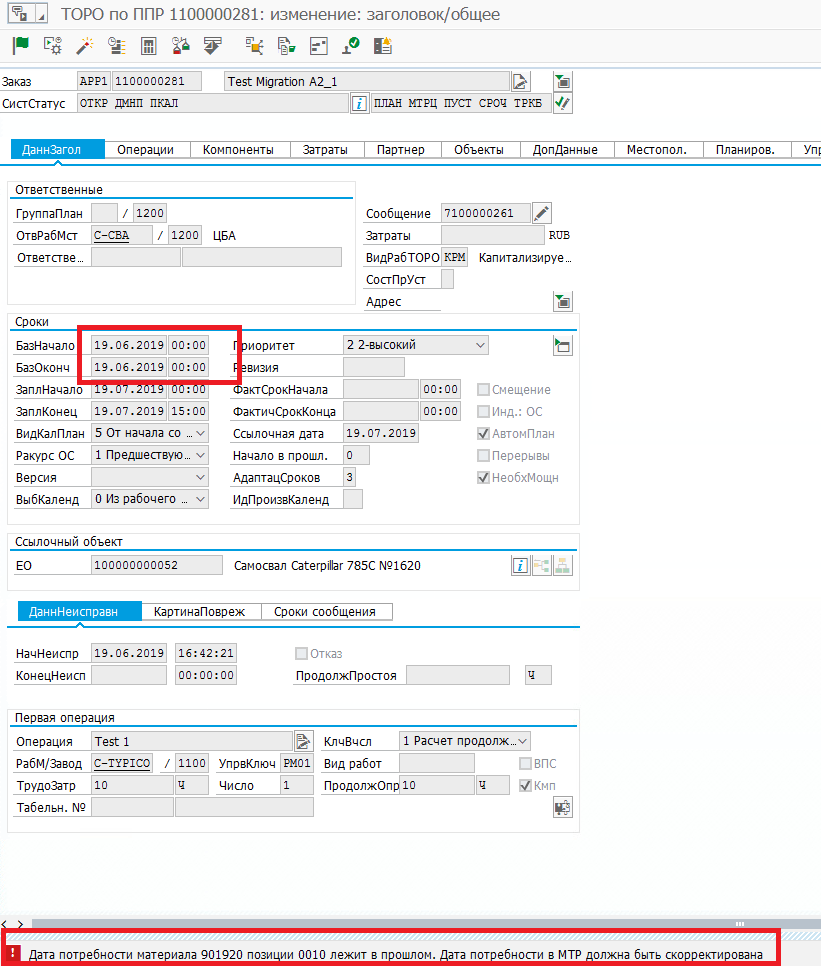 ТОРО по ППР 1100000281: изменение: заголовок/общее
Заказ APP1 1100000281 Test Migration A2_1
СистСтатус ОТКР ДМНП ПКАЛ ПЛАН МТРЦ ПУСТ СРОЧ ТРКБ
ДаннЗагол Операции Компоненты Затраты Партнер Объекты ДопДанные Местопол. Планиров. Упр
Ответственные
ГруппаПлан / 1200 Сообщение 7100000261
ОтвРабМст C-CBA / 1200 ЦБА Затраты RUB
Ответстве… ВидРабТОРО КРМ Капитализируе…
СостПрУст
Адрес
Сроки
БазНачало 19.06.2019 00:00 Приоритет 2 2-высокий
БазОконч 19.06.2019 00:00 Ревизия
ЗаплНачало 19.07.2019 00:00 ФактСрокНачала 00:00 Смещение
ЗаплКонец 19.07.2019 15:00 ФактичСрокКонца 00:00 Инд.: ОС
ВидКалПлан 5 От начала со … Ссылочная дата 19.07.2019 АвтомПлан
Ракурс ОС 1 Предшествую… Начало в прошл. 0 Перерывы
Версия АдаптацСроков 3 НеобхМощн
ВыбКаленд 0 Из рабочего … ИдПроизвКаленд
Ссылочный объект
ЕО 100000000052 Самосвал Caterpillar 785C №1620
ДаннНеисправн КартинаПовреж Сроки сообщения
НачНеиспр 19.06.2019 16:42:21 Отказ
КонецНеисп 00:00:00 ПродолжПростоя Ч
Первая операция
Операция Test 1 КлчВчсл 1 Расчет продолж…
РабМ/Завод C-TYPICO / 1100 УпрвКлюч PM01 Вид работ ВПС
ТрудоЗатр 10 Ч Число 1 ПродолжОпр 10 Ч Кмп
Табельн. №
Дата потребности материала 901920 позиции 0010 лежит в прошлом. Дата потребности в МТР должна быть скорректирована